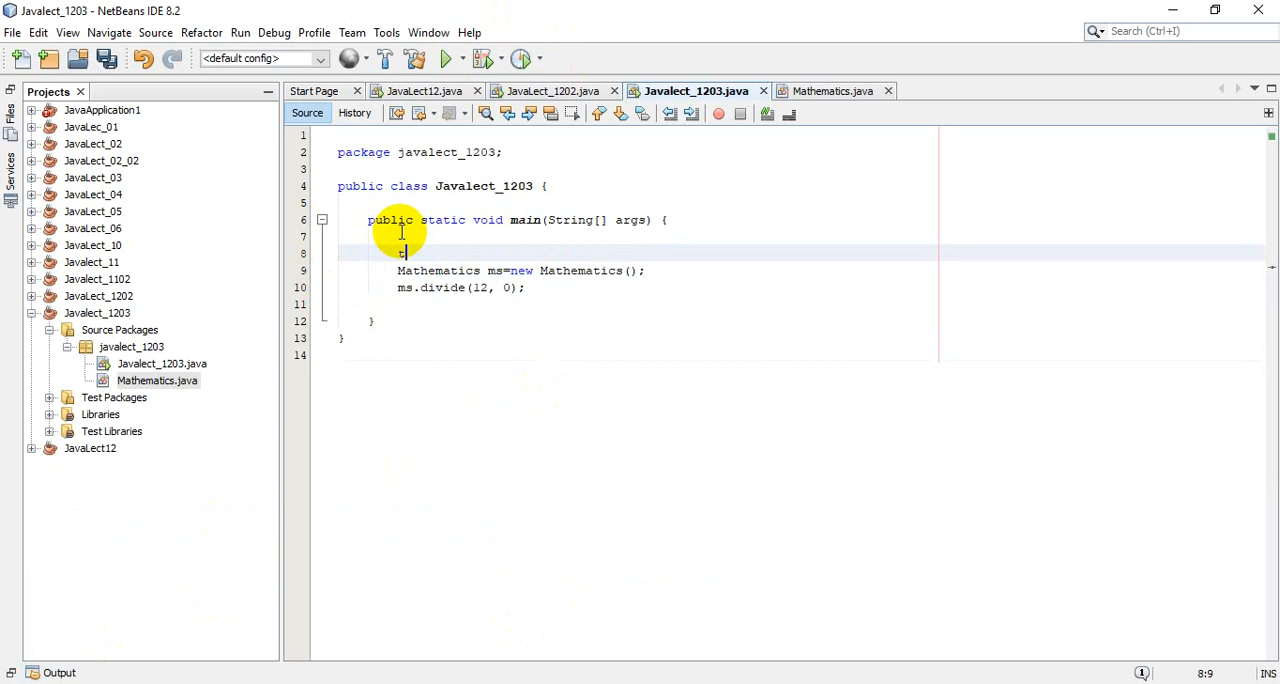 Javalect_1203 - NetBeans IDE 8.2
File Edit View Navigate Source Refactor Run Debug Profile Team Tools Window Help
Search (Ctrl+I)
<default config>
Projects
Start Page JavaLect12.java JavaLect_1202.java Javalect_1203.java Mathematics.java
Source History
Files
Services
JavaApplication1
JavaLec_01
JavaLect_02
JavaLect_02_02
JavaLect_03
JavaLect_04
JavaLect_05
JavaLect_06
JavaLect_10
Javalect_11
JavaLect_1102
JavaLect_1202
Javalect_1203
Source Packages
javalect_1203
Javalect_1203.java
Mathematics.java
Test Packages
Libraries
Test Libraries
JavaLect12
1
2 package javalect_1203;
3
4 public class Javalect_1203 {
5
6 public static void main(String[] args) {
7
8 t
9 Mathematics ms=new Mathematics();
10 ms.divide(12, 0);
11
12 }
13 }
14
Output
1
8:9
INS